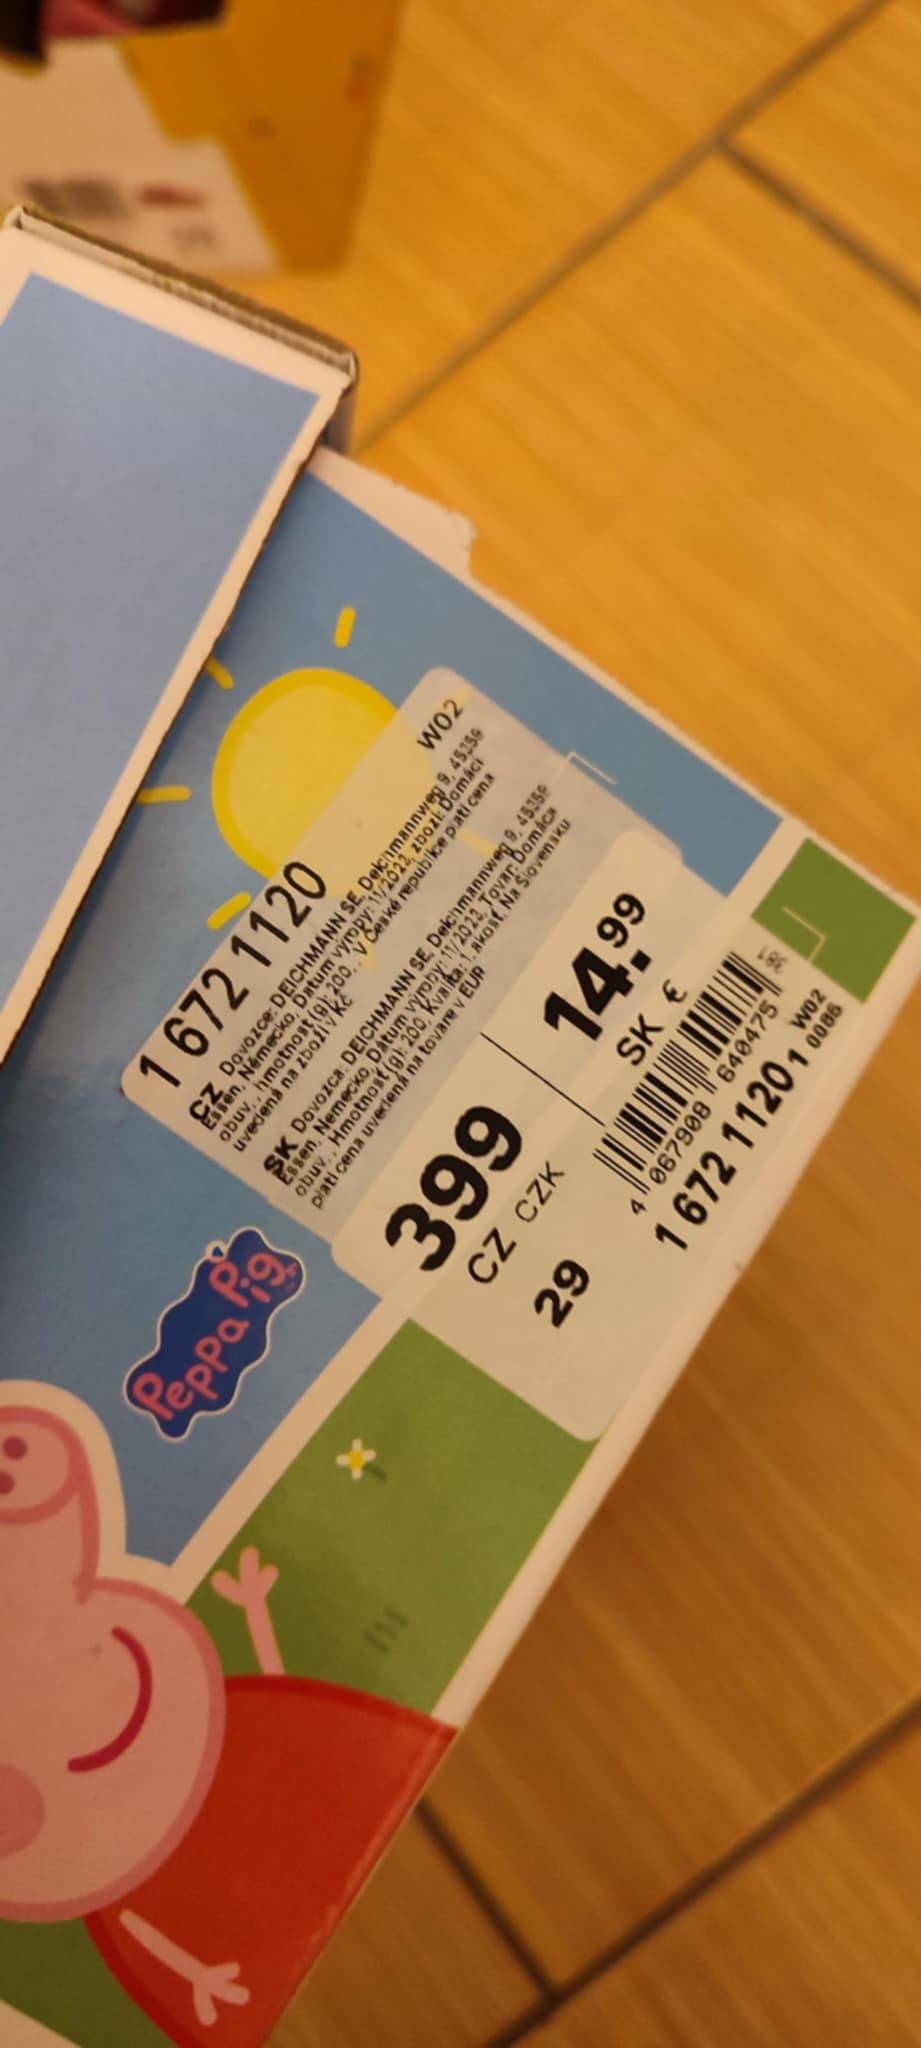 1 672 1120
W02
CZ Dovozce: DEICHMANN SE, Deichmannweg 9, 45359
Essen, Německo, Datum výroby: 11/2022, zboží: Domácí
obuv., hmotnost (g): 200, . V České republice platí cena
uvedená na zboží v Kč
SK Dovozca: DEICHMANN SE, Deichmannweg 9, 45359
Essen, Nemecko, Dátum výroby: 11/2022, Tovar: Domáca
obuv., Hmotnosť (g): 200, Kvalita: 1. akosť. Na Slovensku
platí cena uvedená na tovare v EUR
399
CZ CZK
14.99
SK €
29
4 067908 640475
381
1 672 1120 1
W02
0086
Peppa Pig